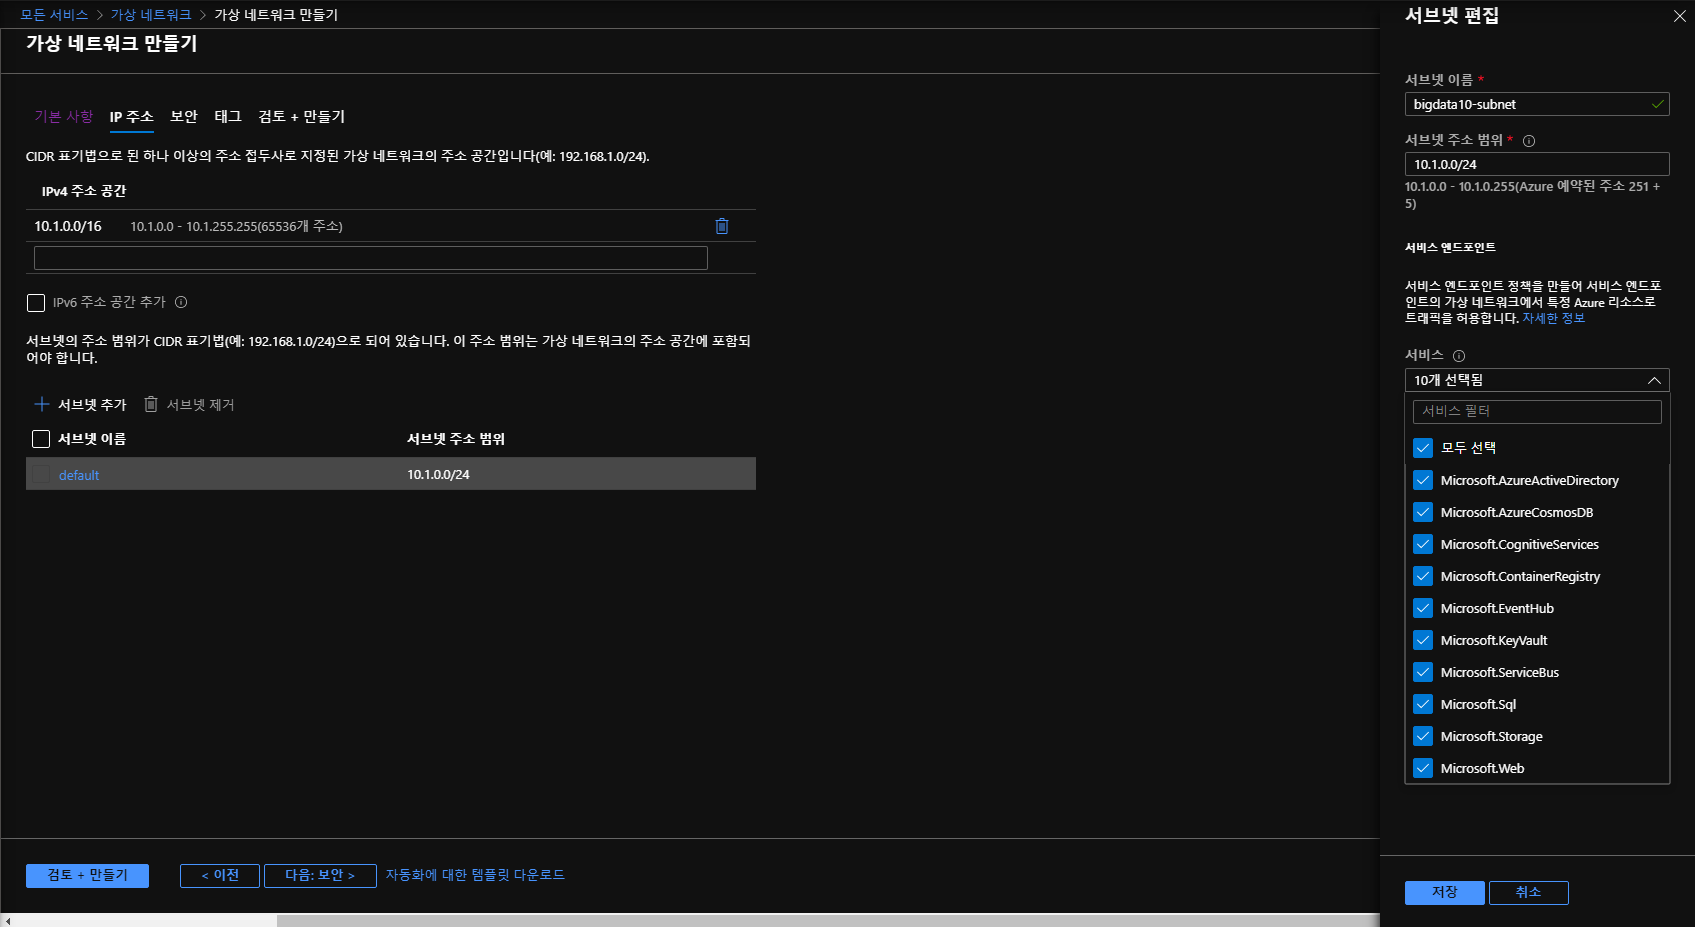 모든 서비스 > 가상 네트워크 > 가상 네트워크 만들기
가상 네트워크 만들기
기본 사항 IP 주소 보안 태그 검토 + 만들기
CIDR 표기법으로 된 하나 이상의 주소 접두사로 지정된 가상 네트워크의 주소 공간입니다(예: 192.168.1.0/24).
IPv4 주소 공간
10.1.0.0/16 10.1.0.0 - 10.1.255.255(65536개 주소)
IPv6 주소 공간 추가
서브넷의 주소 범위가 CIDR 표기법(예: 192.168.1.0/24)으로 되어 있습니다. 이 주소 범위는 가상 네트워크의 주소 공간에 포함되
어야 합니다.
서브넷 추가 서브넷 제거
서브넷 이름 서브넷 주소 범위
default 10.1.0.0/24
검토 + 만들기 < 이전 다음: 보안 > 자동화에 대한 템플릿 다운로드
서브넷 편집
서브넷 이름 *
bigdata10-subnet
서브넷 주소 범위 *
10.1.0.0/24
10.1.0.0 - 10.1.0.255(Azure 예약된 주소 251 +
5)
서비스 엔드포인트
서비스 엔드포인트 정책을 만들어 서비스 엔드포
인트의 가상 네트워크에서 특정 Azure 리소스로
트래픽을 허용합니다. 자세한 정보
서비스
10개 선택됨
서비스 필터
모두 선택
Microsoft.AzureActiveDirectory
Microsoft.AzureCosmosDB
Microsoft.CognitiveServices
Microsoft.ContainerRegistry
Microsoft.EventHub
Microsoft.KeyVault
Microsoft.ServiceBus
Microsoft.Sql
Microsoft.Storage
Microsoft.Web
저장 취소